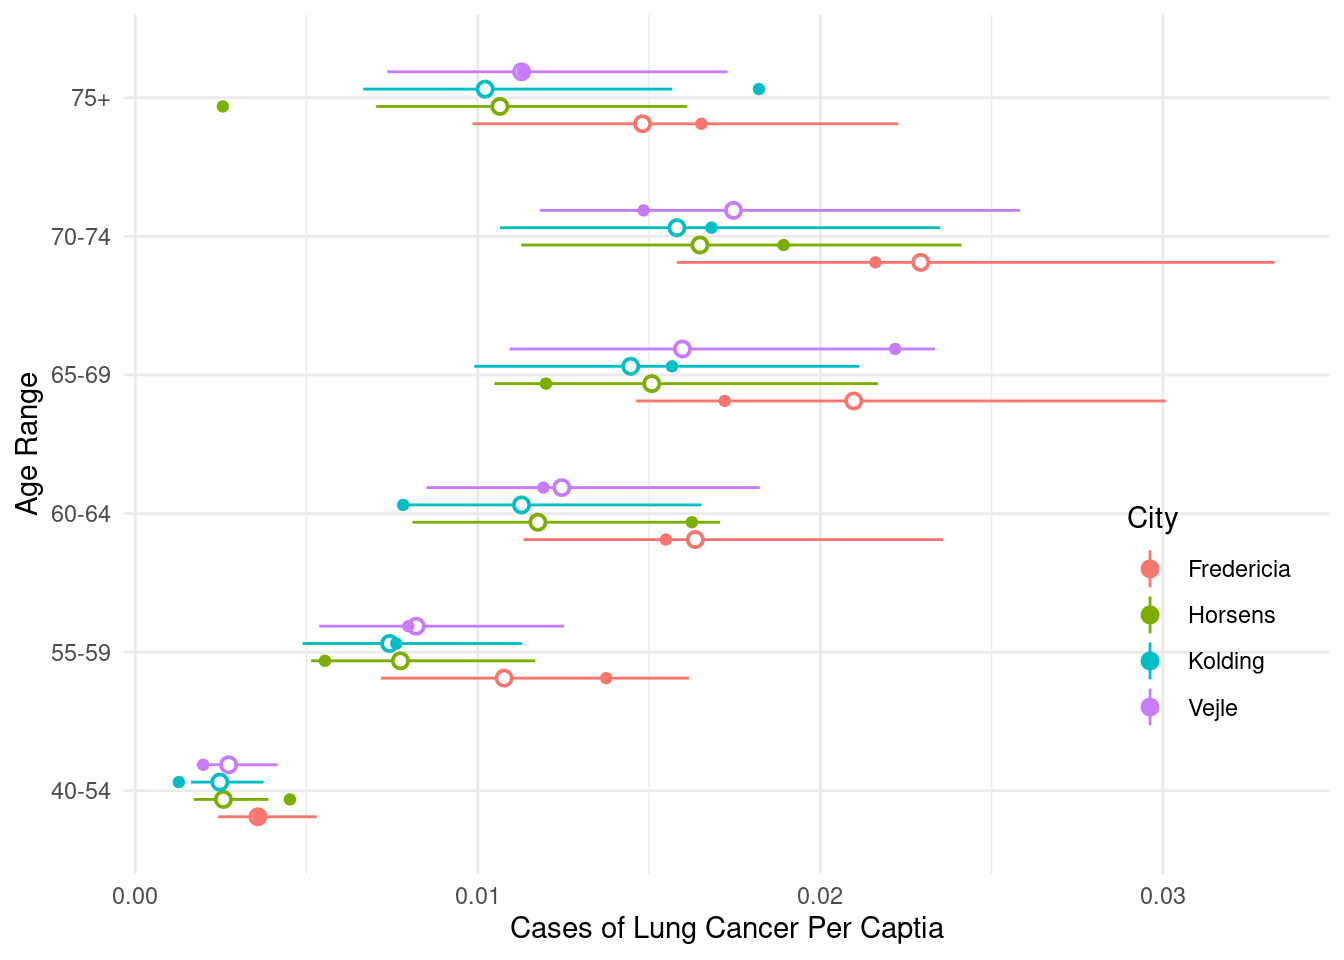 75+
70-74
65-69
60-64
55-59
40-54
Age Range
0.00
0.01
0.02
0.03
Cases of Lung Cancer Per Captia
City
Fredericia
Horsens
Kolding
Vejle